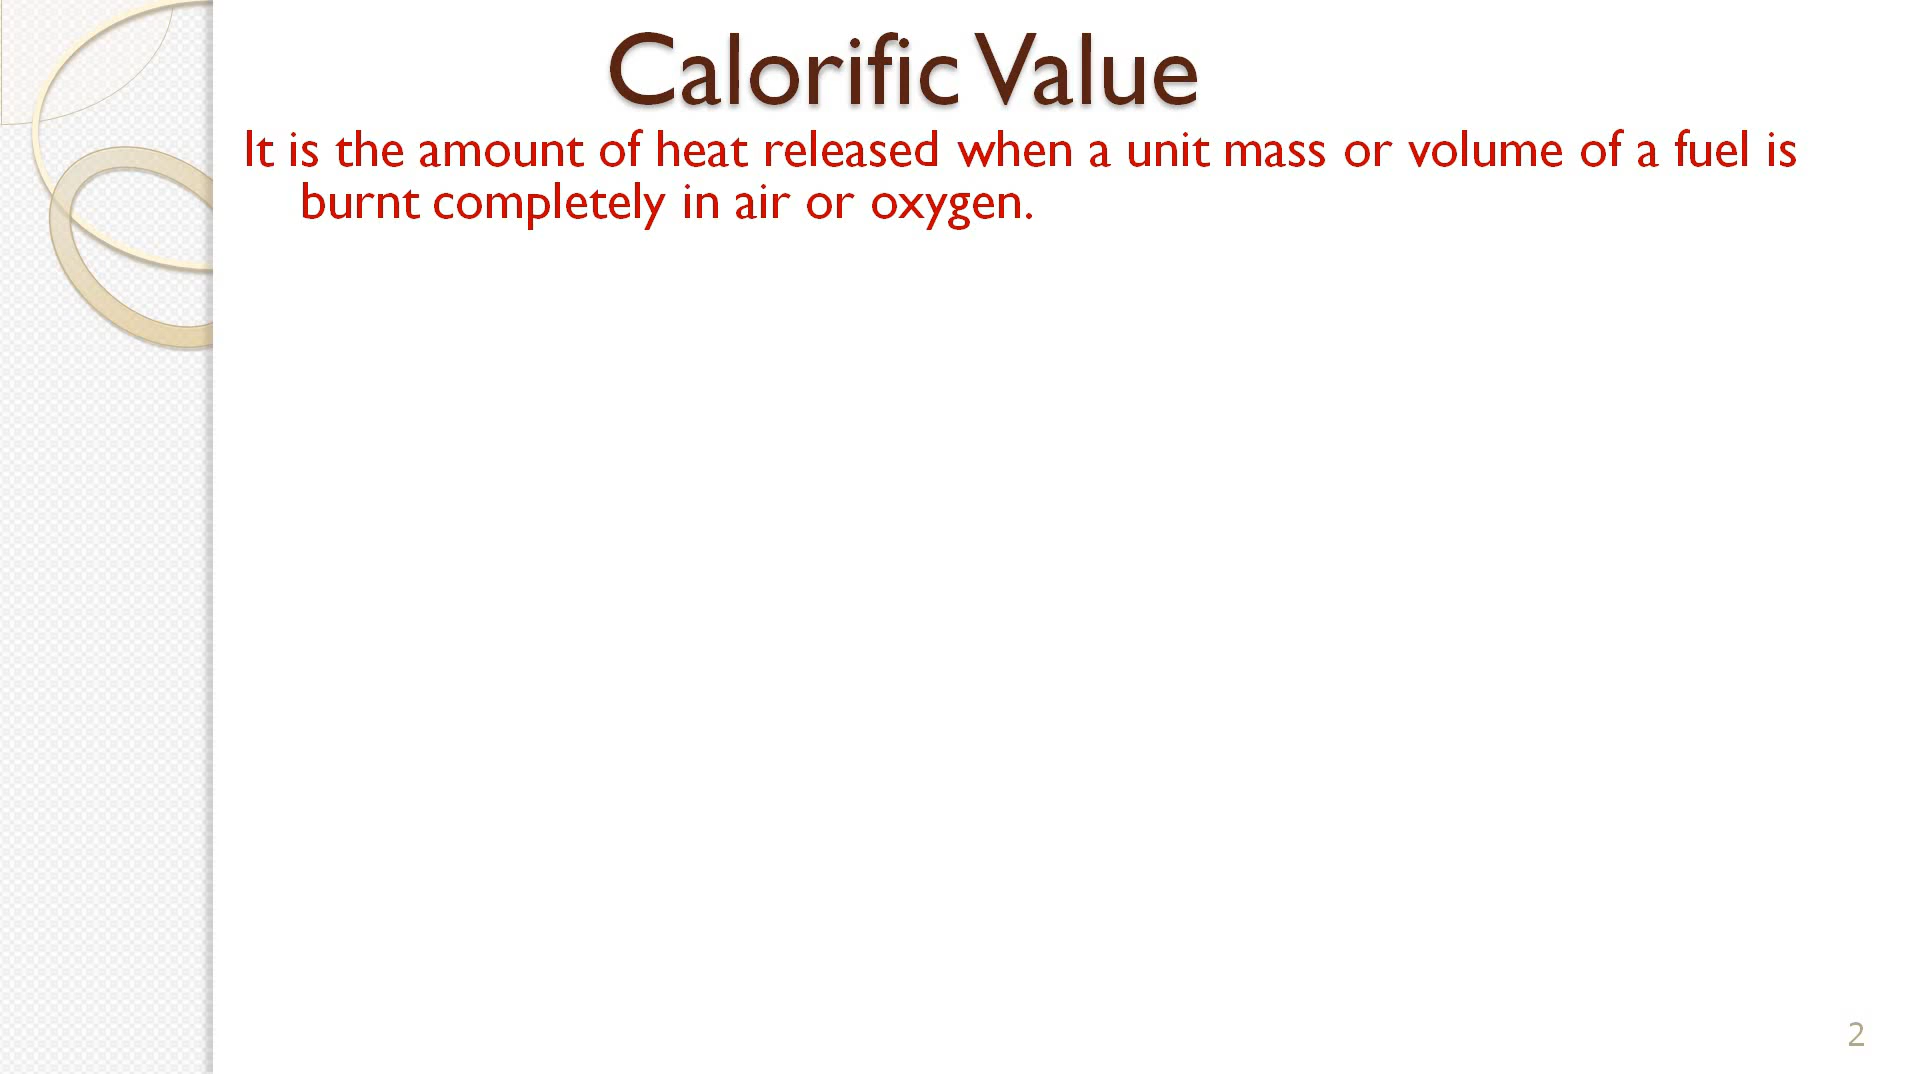 Calorific Value
It is the amount of heat released when a unit mass or volume of a fuel is
burnt completely in air or oxygen.
2